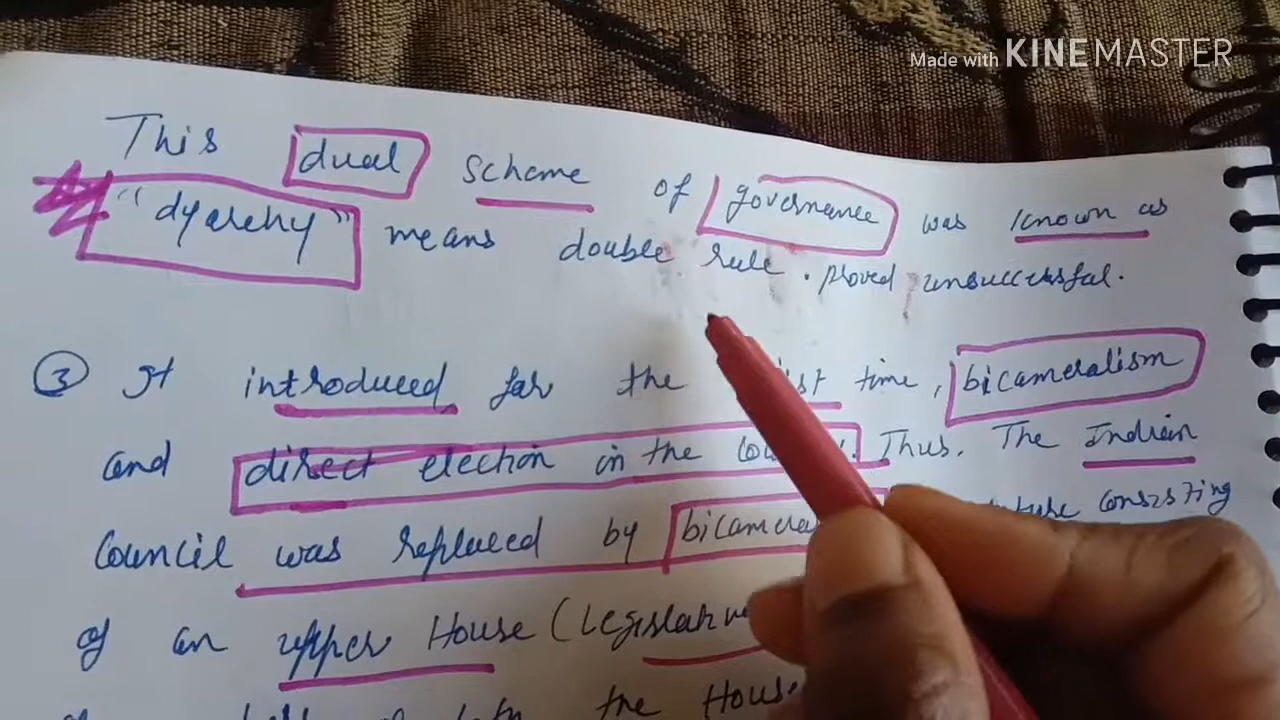 Made with KINEMASTER
This dual scheme of governance was known as
"dyarchy" means double rule. proved unsuccessful.
③ It introduced for the time, bicameralism
and direct election in the Thus. The Indian
Council was replaced by consisting
of an upper House (Legislative
the House